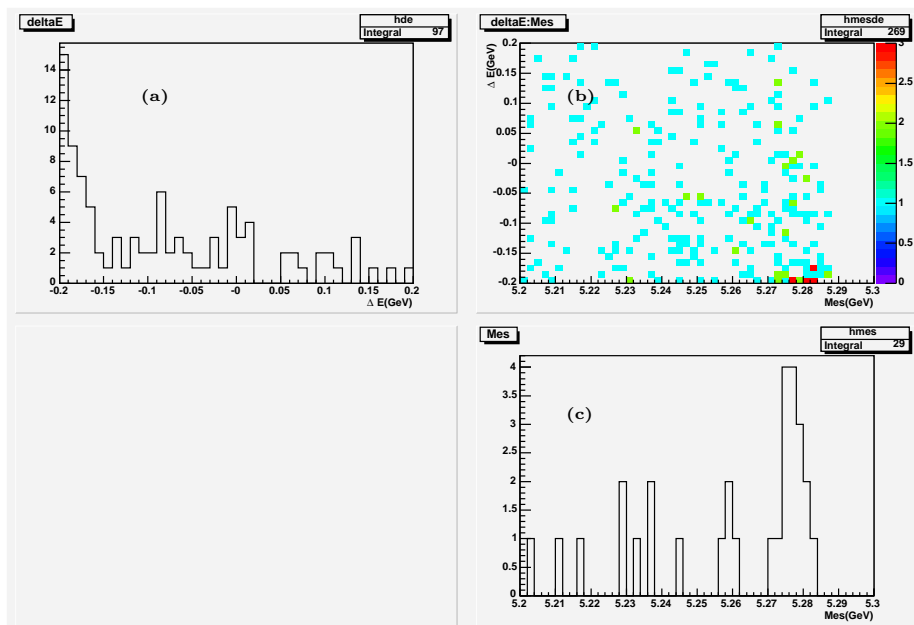 deltaE
hde
Integral 97
(a)
16
14
12
10
8
6
4
2
0
-0.2 -0.15 -0.1 -0.05 -0 0.05 0.1 0.15 0.2
Δ E(GeV)
deltaE:Mes
hmesde
Integral 269
Δ E(GeV)
(b)
0.2
0.15
0.1
0.05
-0
-0.05
-0.1
-0.15
-0.2
5.2 5.21 5.22 5.23 5.24 5.25 5.26 5.27 5.28 5.29 5.3
Mes(GeV)
3
2.5
2
1.5
1
0.5
0
Mes
hmes
Integral 29
(c)
4
3.5
3
2.5
2
1.5
1
0.5
0
5.2 5.21 5.22 5.23 5.24 5.25 5.26 5.27 5.28 5.29 5.3
Mes(GeV)